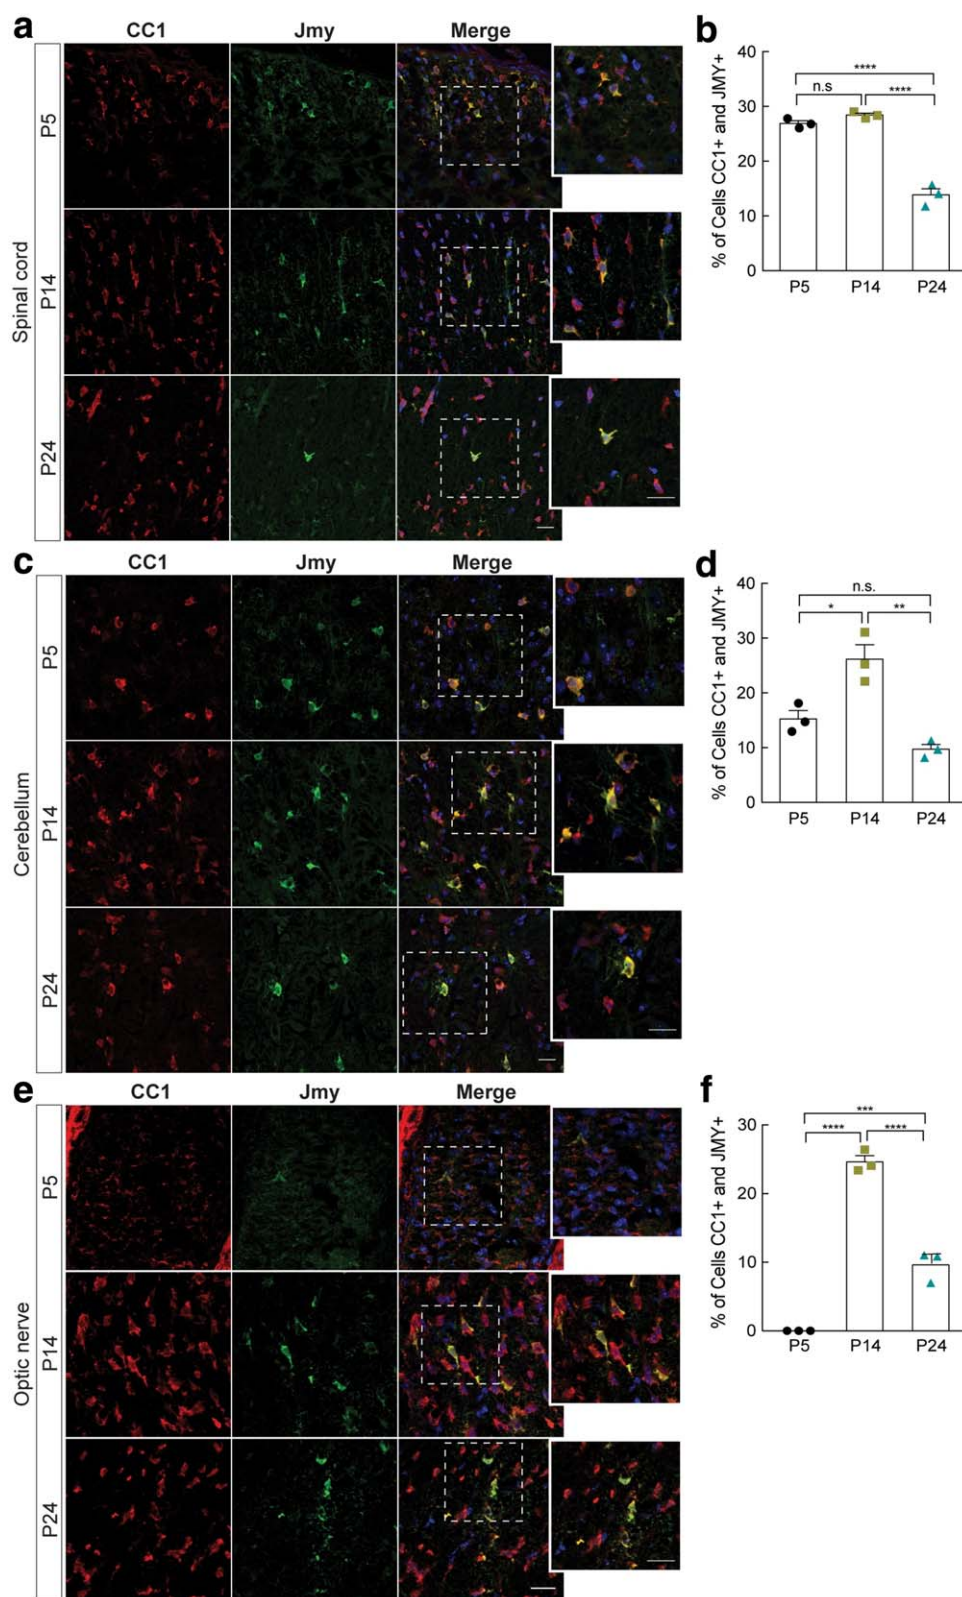 a
CC1 Jmy Merge
Spinal cord
P5
P14
P24
b
% of Cells CC1+ and JMY+
40
30
20
10
0
****
n.s ****
P5 P14 P24
c
CC1 Jmy Merge
Cerebellum
P5
P14
P24
d
% of Cells CC1+ and JMY+
40
30
20
10
0
n.s.
* **
P5 P14 P24
e
CC1 Jmy Merge
Optic nerve
P5
P14
P24
f
% of Cells CC1+ and JMY+
30
20
10
0
***
**** ****
P5 P14 P24